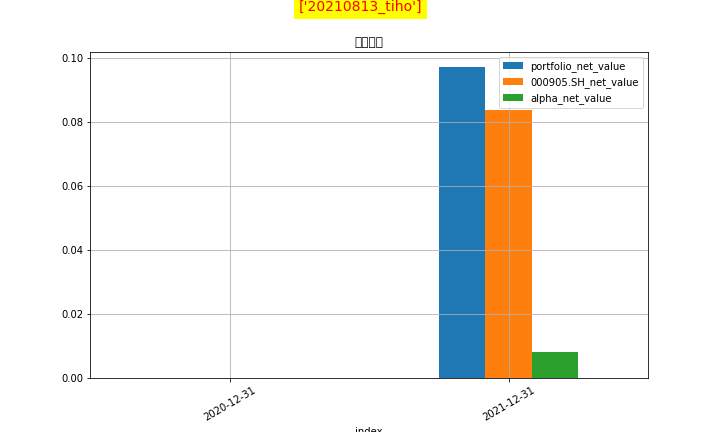 ['20210813_tiho']
portfolio_net_value
000905.SH_net_value
alpha_net_value
0.10
0.08
0.06
0.04
0.02
0.00
2020-12-31
2021-12-31
index